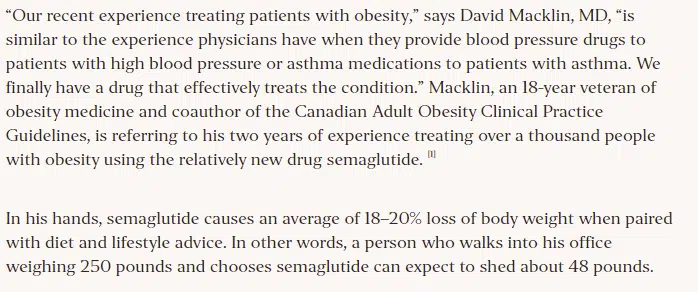 “Our recent experience treating patients with obesity,” says David Macklin, MD, “is
similar to the experience physicians have when they provide blood pressure drugs to
patients with high blood pressure or asthma medications to patients with asthma. We
finally have a drug that effectively treats the condition.” Macklin, an 18-year veteran of
obesity medicine and coauthor of the Canadian Adult Obesity Clinical Practice
Guidelines, is referring to his two years of experience treating over a thousand people
with obesity using the relatively new drug semaglutide. [1]
In his hands, semaglutide causes an average of 18–20% loss of body weight when paired
with diet and lifestyle advice. In other words, a person who walks into his office
weighing 250 pounds and chooses semaglutide can expect to shed about 48 pounds.